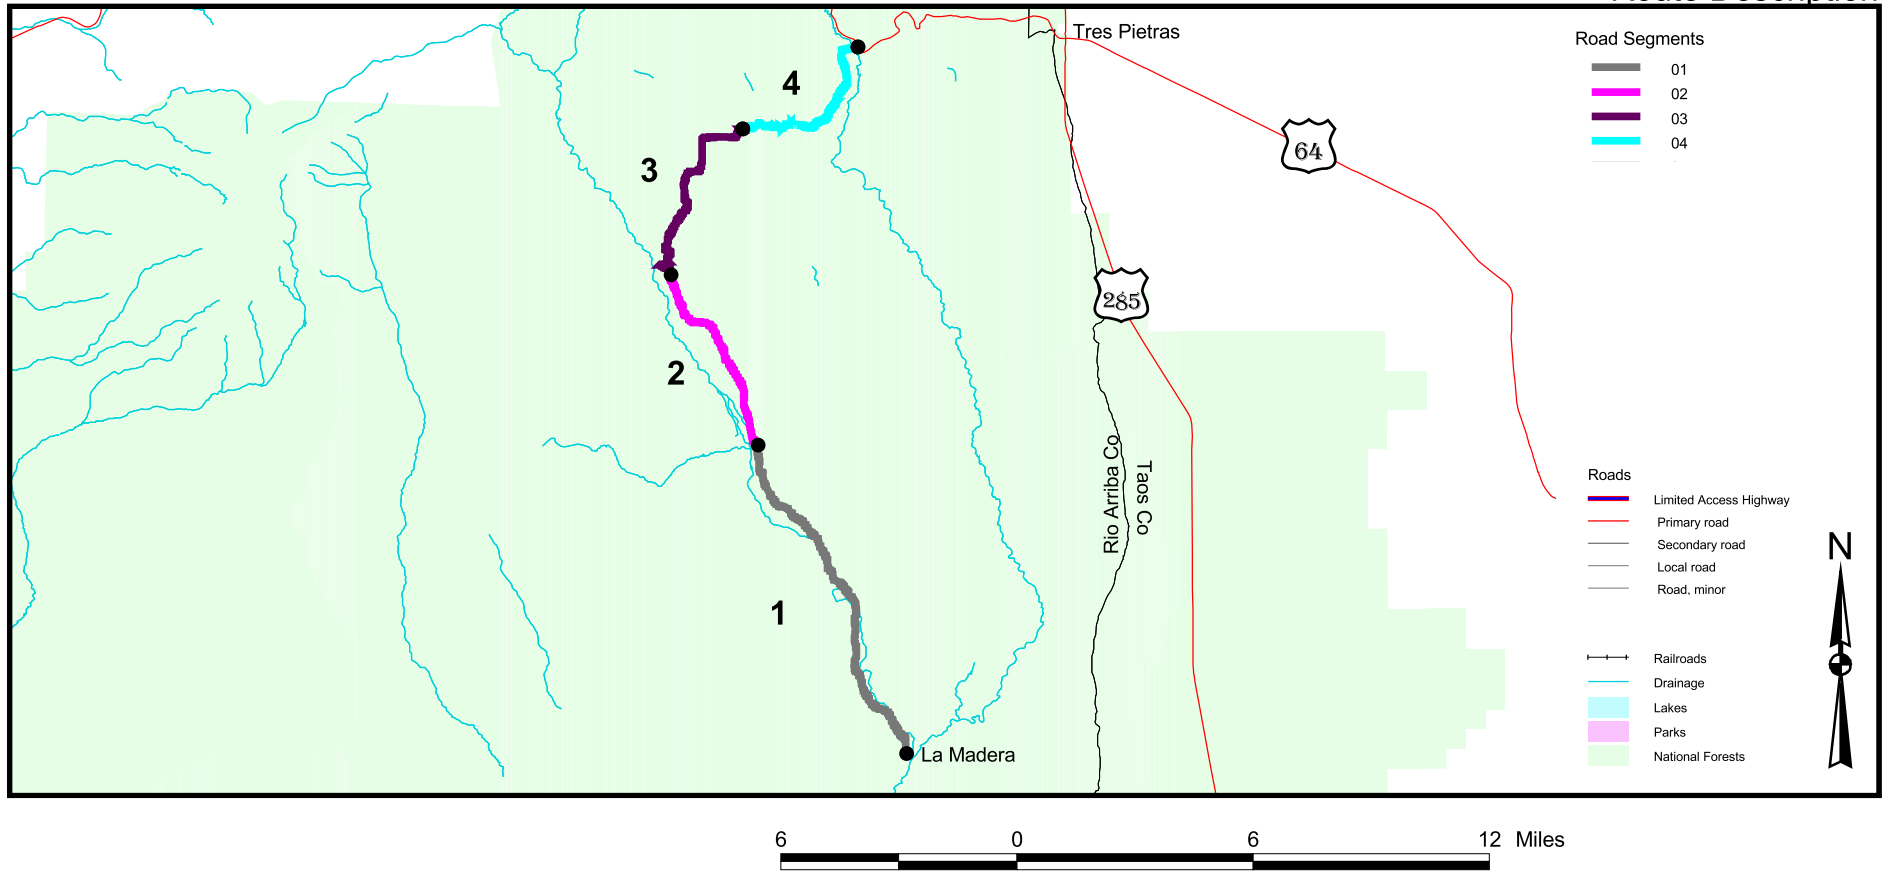 Route Description
Tres Pietras
Road Segments
01
02
03
04
4
3
64
285
2
Rio Arriba Co
Taos Co
1
La Madera
Roads
Limited Access Highway
Primary road
Secondary road
Local road
Road, minor
Railroads
Drainage
Lakes
Parks
National Forests
N
6 0 6 12 Miles